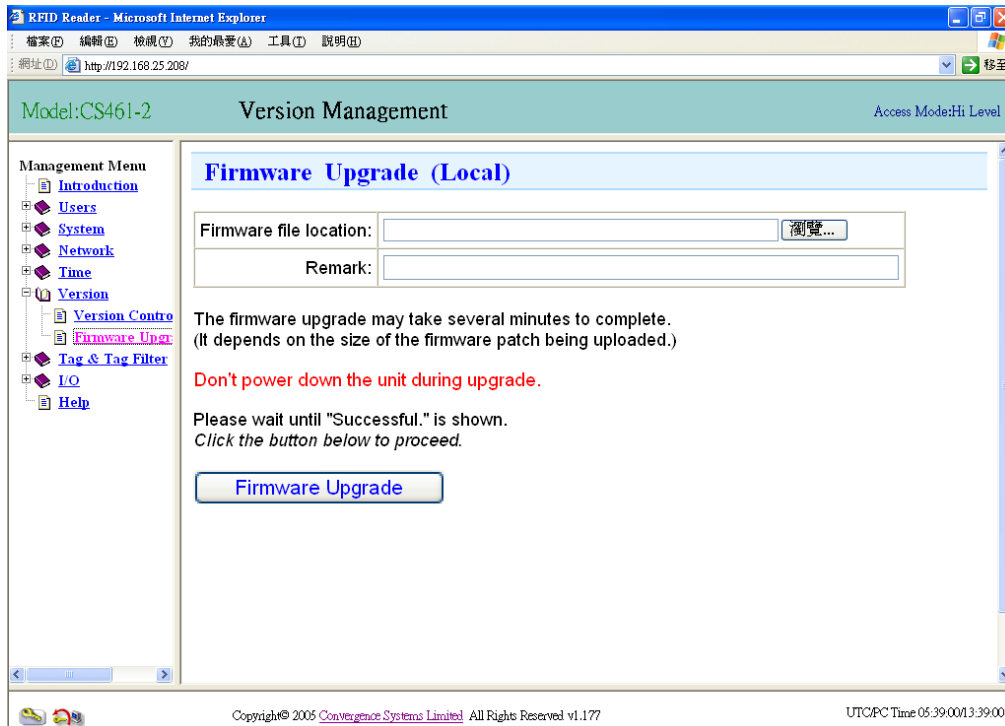 RFID Reader - Microsoft Internet Explorer
檔案(F) 編輯(E) 檢視(V) 我的最愛(A) 工具(T) 說明(H)
網址(D) http://192.168.25.208/ 移至
Model:CS461-2 Version Management Access Mode:Hi Level
Management Menu
Introduction
Users
System
Network
Time
Version
Version Contro
Firmware Upgr
Tag & Tag Filter
I/O
Help
Firmware Upgrade (Local)
Firmware file location: 瀏覽...
Remark:
The firmware upgrade may take several minutes to complete.
(It depends on the size of the firmware patch being uploaded.)
Don't power down the unit during upgrade.
Please wait until "Successful." is shown.
Click the button below to proceed.
Firmware Upgrade
Copyright© 2005 Convergence Systems Limited All Rights Reserved v1.177
UTC/PC Time 05:39:00/13:39:00